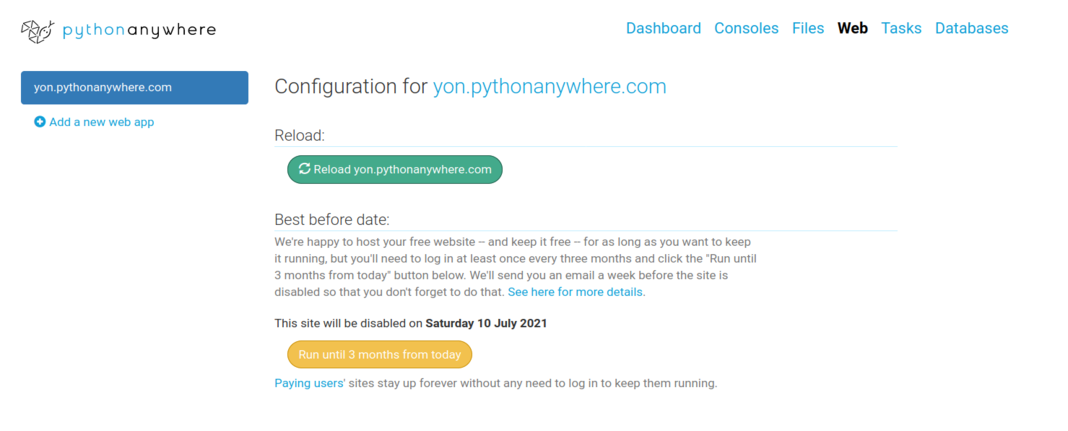 pythonanywhere
Dashboard Consoles Files Web Tasks Databases
yon.pythonanywhere.com
Add a new web app
Configuration for yon.pythonanywhere.com
Reload:
Reload yon.pythonanywhere.com
Best before date:
We're happy to host your free website -- and keep it free -- for as long as you want to keep
it running, but you'll need to log in at least once every three months and click the "Run until
3 months from today" button below. We'll send you an email a week before the site is
disabled so that you don't forget to do that. See here for more details.
This site will be disabled on Saturday 10 July 2021
Run until 3 months from today
Paying users' sites stay up forever without any need to log in to keep them running.